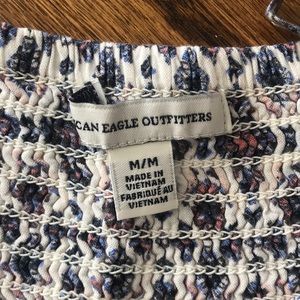 CAN EAGLE OUTFITTERS
M/M
MADE IN
VIETNAM
FABRIQUÉ AU
VIETNAM